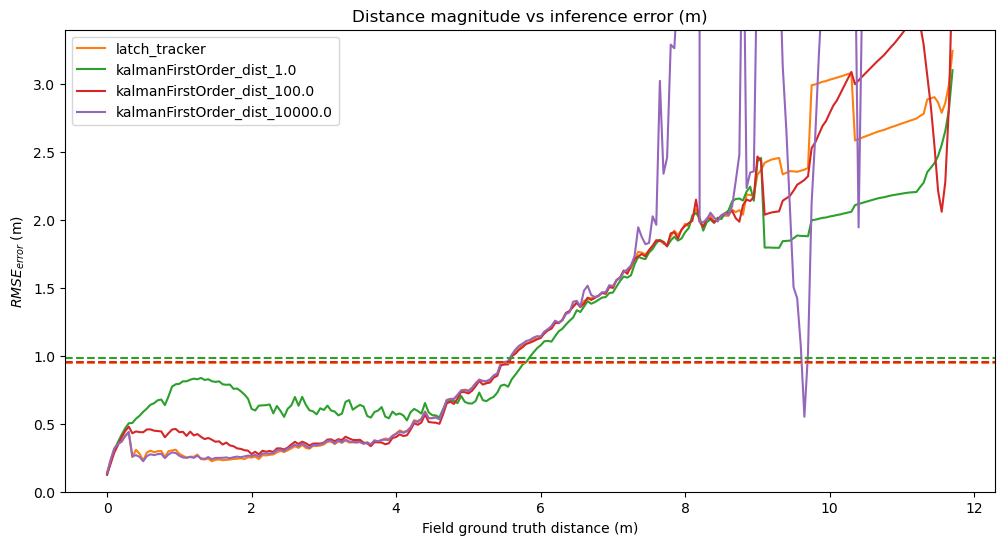 Distance magnitude vs inference error (m)
latch_tracker
kalmanFirstOrder_dist_1.0
kalmanFirstOrder_dist_100.0
kalmanFirstOrder_dist_10000.0
RMSE_error (m)
3.0
2.5
2.0
1.5
1.0
0.5
0.0
0 2 4 6 8 10 12
Field ground truth distance (m)